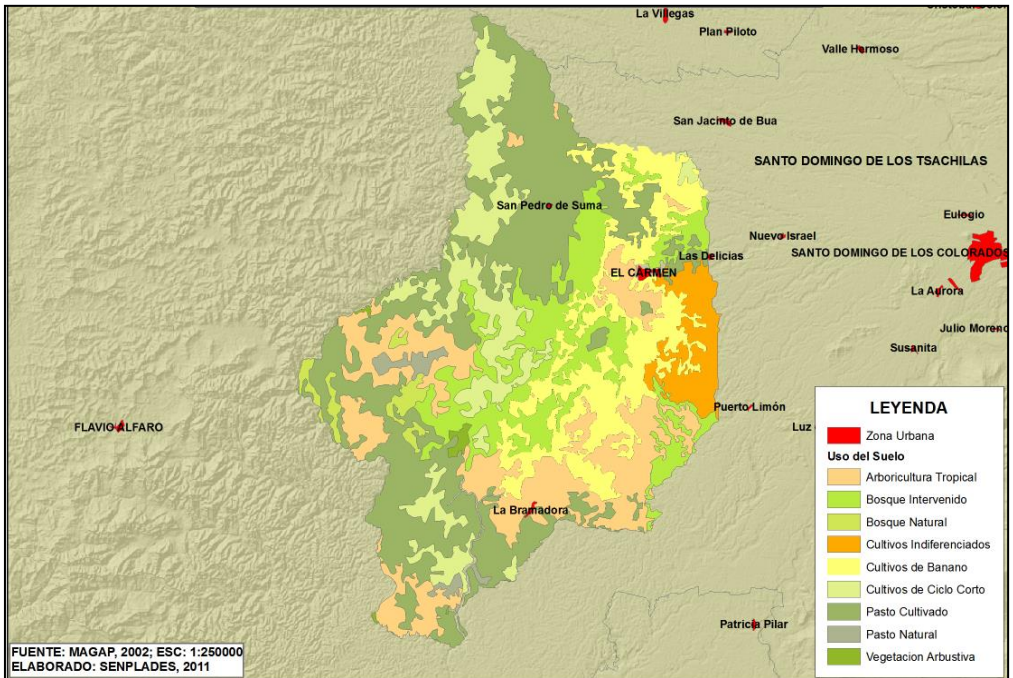 La Villegas
Plan Piloto
Valle Hermoso
San Jacinto de Bua
SANTO DOMINGO DE LOS TSACHILAS
San Pedro de Suma
Eulogio
Nuevo Israel
Las Delicias
SANTO DOMINGO DE LOS COLORADOS
EL CARMEN
La Aurora
Julio Moreno
Susanita
Puerto Limón
FLAVIO ALFARO
Luz
La Bramadora
Patricia Pilar
LEYENDA
Zona Urbana
Uso del Suelo
Arboricultura Tropical
Bosque Intervenido
Bosque Natural
Cultivos Indiferenciados
Cultivos de Banano
Cultivos de Ciclo Corto
Pasto Cultivado
Pasto Natural
Vegetacion Arbustiva
FUENTE: MAGAP, 2002; ESC: 1:250000
ELABORADO: SENPLADES, 2011